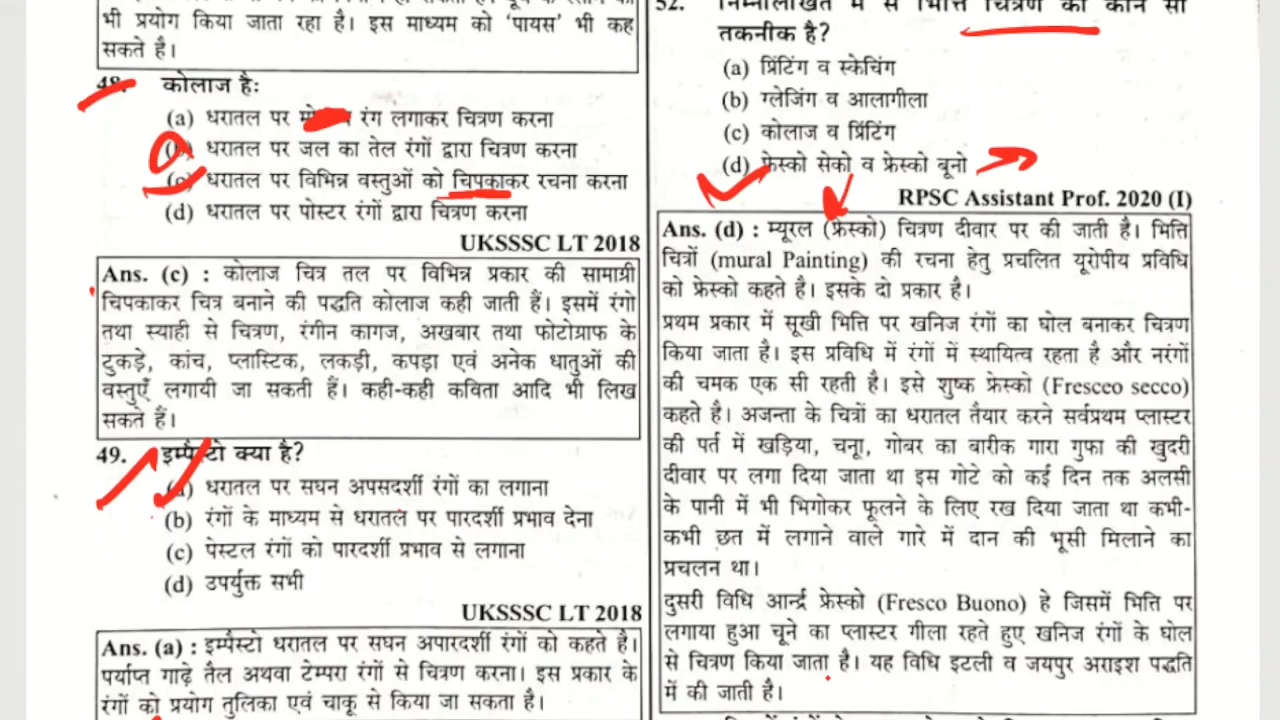 भी प्रयोग किया जाता रहा है। इस माध्यम को 'पायस' भी कह
सकते है।
48. कोलाज है:
(a) धरातल पर रंग लगाकर चित्रण करना
(b) धरातल पर जल का तेल रंगों द्वारा चित्रण करना
(c) धरातल पर विभिन्न वस्तुओं को चिपकाकर रचना करना
(d) धरातल पर पोस्टर रंगों द्वारा चित्रण करना
UKSSSC LT 2018
Ans. (c) : कोलाज चित्र तल पर विभिन्न प्रकार की सामाग्री
चिपकाकर चित्र बनाने की पद्धति कोलाज कही जाती हैं। इसमें रंगो
तथा स्याही से चित्रण, रंगीन कागज, अखबार तथा फोटोग्राफ के
टुकड़े, कांच, प्लास्टिक, लकड़ी, कपड़ा एवं अनेक धातुओं की
वस्तुएँ लगायी जा सकती हैं। कही-कही कविता आदि भी लिख
सकते हैं।
49. इम्पैस्टो क्या है?
(a) धरातल पर सघन अपसदर्शी रंगों का लगाना
(b) रंगों के माध्यम से धरातल पर पारदर्शी प्रभाव देना
(c) पेस्टल रंगों को पारदर्शी प्रभाव से लगाना
(d) उपर्युक्त सभी
UKSSSC LT 2018
Ans. (a) : इम्पैस्टो धरातल पर सघन अपारदर्शी रंगों को कहते है।
पर्याप्त गाढ़े तैल अथवा टेम्परा रंगों से चित्रण करना। इस प्रकार के
रंगों को प्रयोग तुलिका एवं चाकू से किया जा सकता है।
52. निम्नलिखित में से भित्ति चित्रण की कौन सी
तकनीक है?
(a) प्रिंटिंग व स्केचिंग
(b) ग्लेजिंग व आलागीला
(c) कोलाज व प्रिंटिंग
(d) फ्रेस्को सेको व फ्रेस्को बूनो
RPSC Assistant Prof. 2020 (I)
Ans. (d) : म्यूरल (फ्रेस्को) चित्रण दीवार पर की जाती है। भित्ति
चित्रों (mural Painting) की रचना हेतु प्रचलित यूरोपीय प्रविधि
को फ्रेस्को कहते है। इसके दो प्रकार है।
प्रथम प्रकार में सूखी भित्ति पर खनिज रंगों का घोल बनाकर चित्रण
किया जाता है। इस प्रविधि में रंगों में स्थायित्व रहता है और नरंगों
की चमक एक सी रहती है। इसे शुष्क फ्रेस्को (Fresceo secco)
कहते है। अजन्ता के चित्रों का धरातल तैयार करने सर्वप्रथम प्लास्टर
की पर्त में खड़िया, चनूा, गोबर का बारीक गारा गुफा की खुदरी
दीवार पर लगा दिया जाता था इस गोटे को कई दिन तक अलसी
के पानी में भी भिगोकर फूलने के लिए रख दिया जाता था कभी-
कभी छत में लगाने वाले गारे में दान की भूसी मिलाने का
प्रचलन था।
दुसरी विधि आर्न्द्र फ्रेस्को (Fresco Buono) हे जिसमें भित्ति पर
लगाया हुआ चूने का प्लास्टर गीला रहते हुए खनिज रंगों के घोल
से चित्रण किया जाता है। यह विधि इटली व जयपुर अराइश पद्धति
में की जाती है।